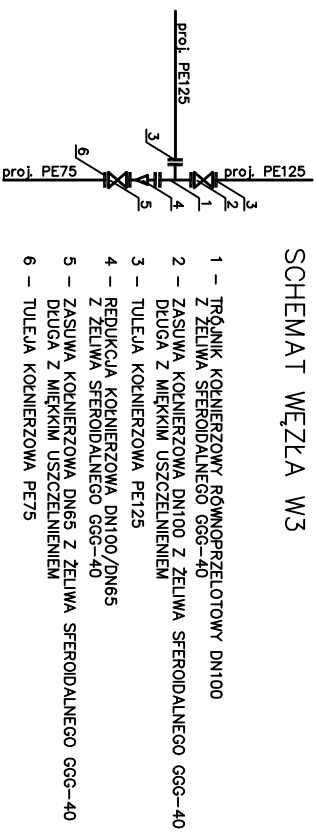 SCHEMAT WĘZŁA W3
1 – TRÓJNIK KOŁNIERZOWY RÓWNOPRZELOTOWY DN100
Z ŻELIWA SFEROIDALNEGO GGG–40
2 – ZASUWA KOŁNIERZOWA DN100 Z ŻELIWA SFEROIDALNEGO GGG–40
DŁUGA Z MIĘKKIM USZCZELNIENIEM
3 – TULEJA KOŁNIERZOWA PE125
4 – REDUKCJA KOŁNIERZOWA DN100/DN65
Z ŻELIWA SFEROIDALNEGO GGG–40
5 – ZASUWA KOŁNIERZOWA DN65 Z ŻELIWA SFEROIDALNEGO GGG–40
DŁUGA Z MIĘKKIM USZCZELNIENIEM
6 – TULEJA KOŁNIERZOWA PE75
proj. PE125
3
2
1
4
5
6
3
proj. PE125
proj. PE75